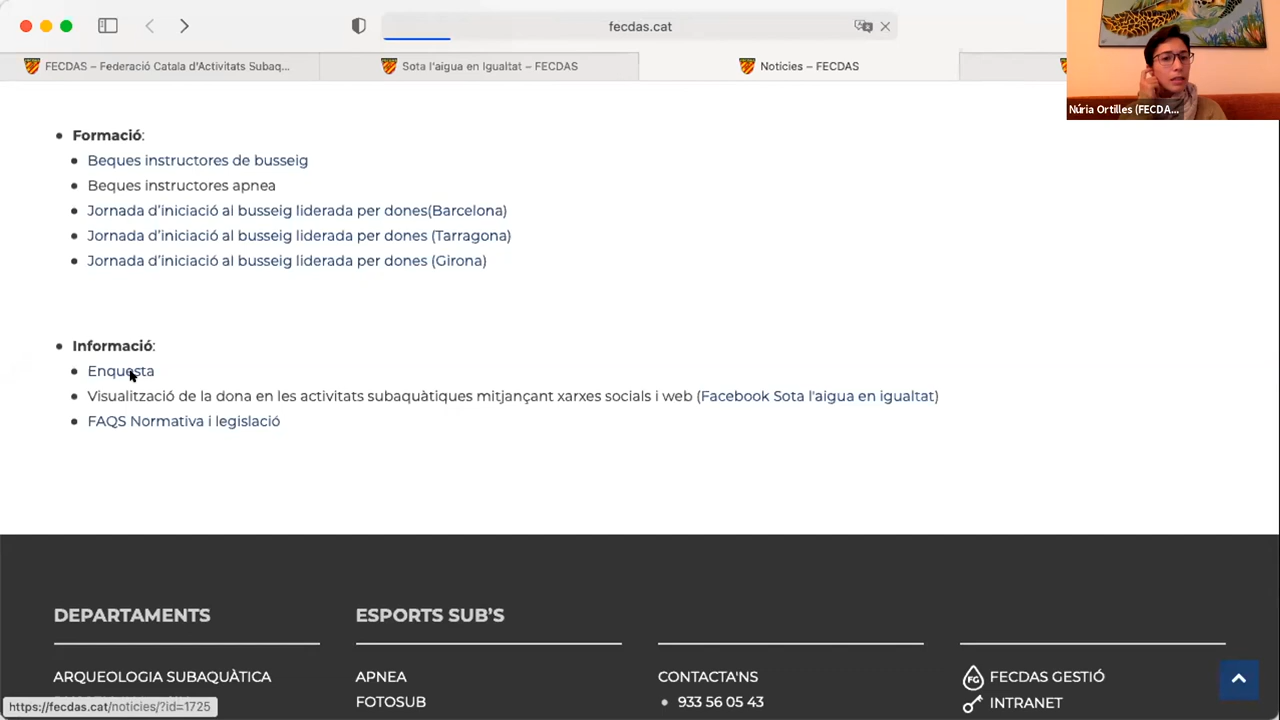 fecdas.cat
FECDAS – Federació Catala d'Activitats Subaq...
Sota l'aigua en Igualtat – FECDAS
Noticies – FECDAS
Núria Ortilles (FECDA...
Formació:
Beques instructores de busseig
Beques instructores apnea
Jornada d'iniciació al busseig liderada per dones(Barcelona)
Jornada d'iniciació al busseig liderada per dones (Tarragona)
Jornada d'iniciació al busseig liderada per dones (Girona)
Informació:
Enquesta
Visualització de la dona en les activitats subaquàtiques mitjançant xarxes socials i web (Facebook Sota l'aigua en igualtat)
FAQS Normativa i legislació
DEPARTAMENTS
ESPORTS SUB'S
ARQUEOLOGIA SUBAQUÀTICA
APNEA
CONTACTA'NS
FG FECDAS GESTIÓ
FOTOSUB
933 56 05 43
INTRANET
https://fecdas.cat/noticies/?id=1725